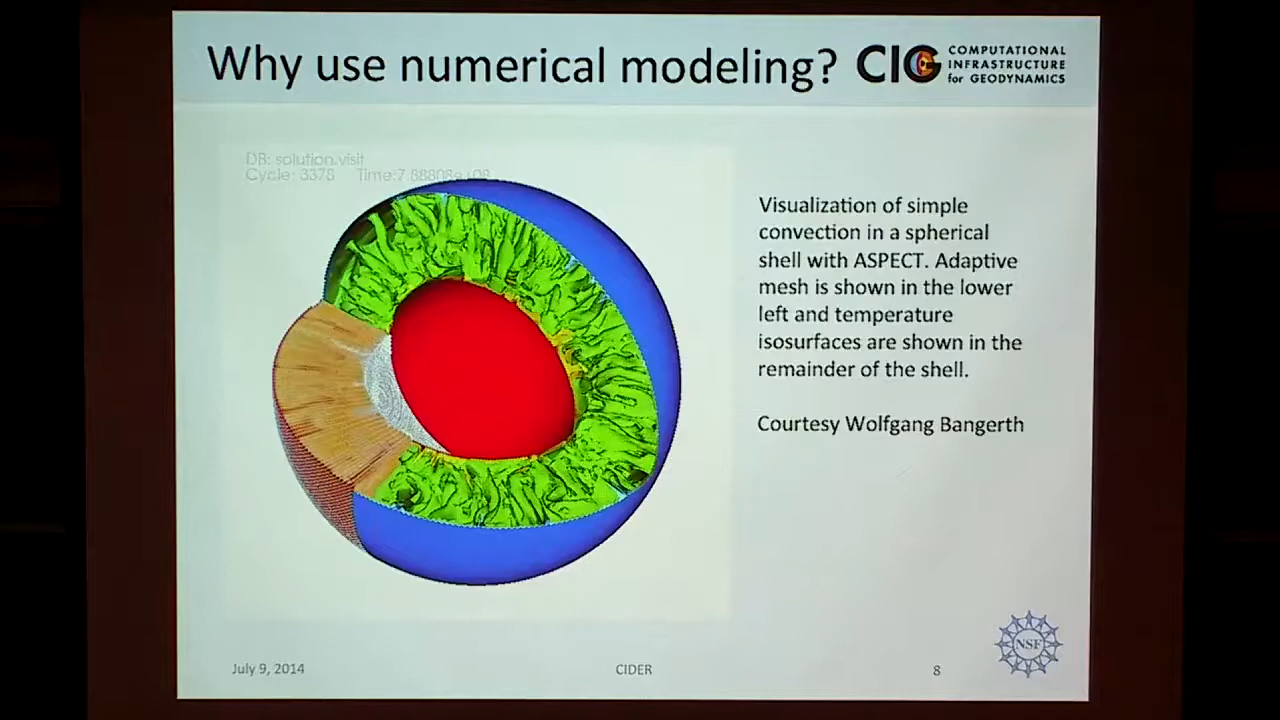 Why use numerical modeling?
CIG
COMPUTATIONAL
INFRASTRUCTURE
for GEODYNAMICS
DB: solution.visit
Cycle: 3378 Time:7.88808e+08
Visualization of simple
convection in a spherical
shell with ASPECT. Adaptive
mesh is shown in the lower
left and temperature
isosurfaces are shown in the
remainder of the shell.
Courtesy Wolfgang Bangerth
NSF
July 9, 2014
CIDER
8